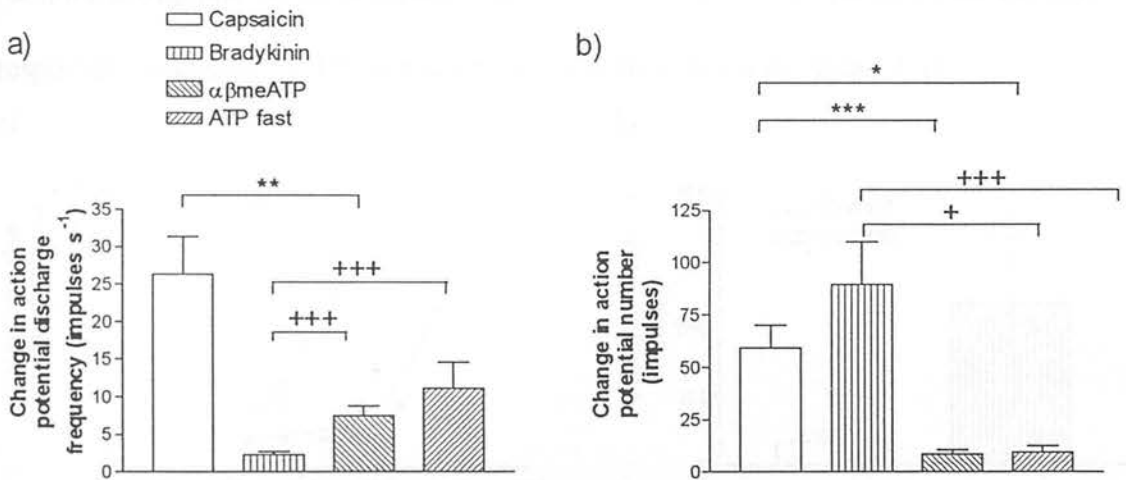 Capsaicin
Bradykinin
αβmeATP
ATP fast
a)
**
+++
+++
Change in action
potential discharge
frequency (impulses s⁻¹)
35
30
25
20
15
10
5
0
b)
*
***
+++
+
Change in action
potential number
(impulses)
125
100
75
50
25
0